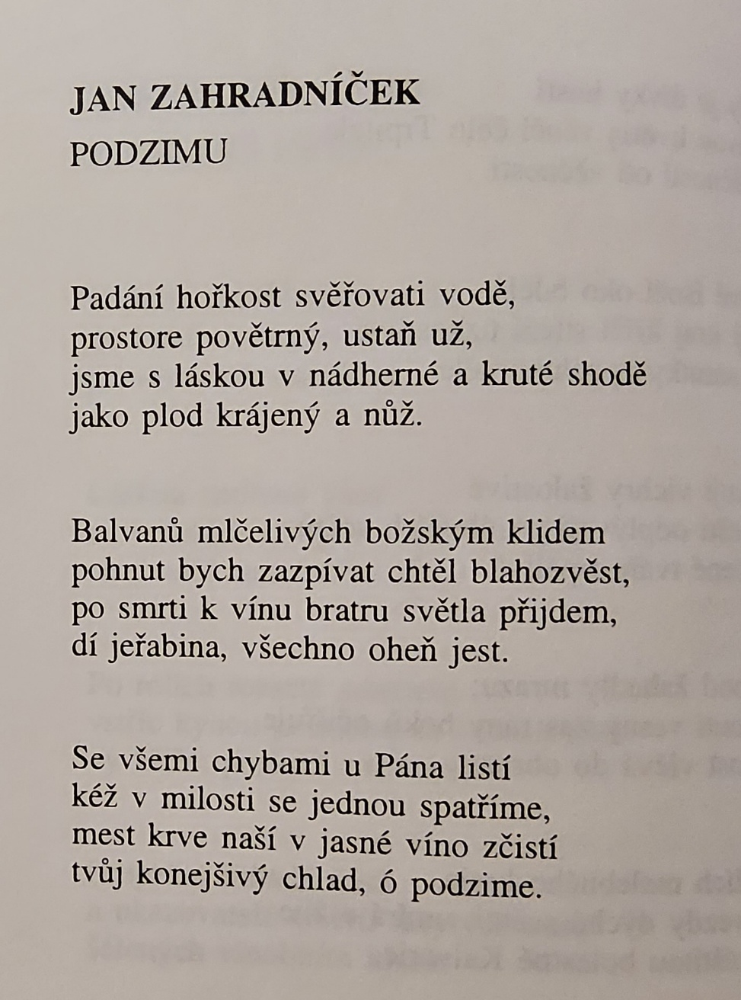 JAN ZAHRADNÍČEK
PODZIMU
Padání hořkost svěřovati vodě,
prostore povětrný, ustaň už,
jsme s láskou v nádherné a kruté shodě
jako plod krájený a nůž.
Balvanů mlčelivých božským klidem
pohnut bych zazpívat chtěl blahozvěst,
po smrti k vínu bratru světla přijdem,
dí jeřabina, všechno oheň jest.
Se všemi chybami u Pána listí
kéž v milosti se jednou spatříme,
mest krve naší v jasné víno zčistí
tvůj konejšivý chlad, ó podzime.